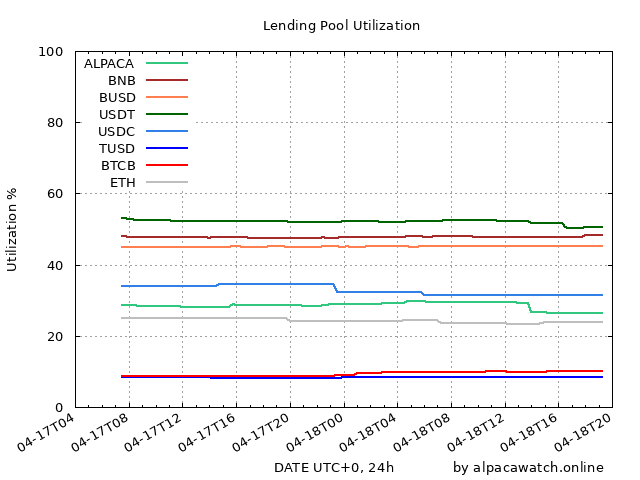 Lending Pool Utilization
100
80
60
40
20
0
Utilization %
ALPACA
BNB
BUSD
USDT
USDC
TUSD
BTCB
ETH
04-17T04
04-17T08
04-17T12
04-17T16
04-17T20
04-18T00
04-18T04
04-18T08
04-18T12
04-18T16
04-18T20
DATE UTC+0, 24h
by alpacawatch.online